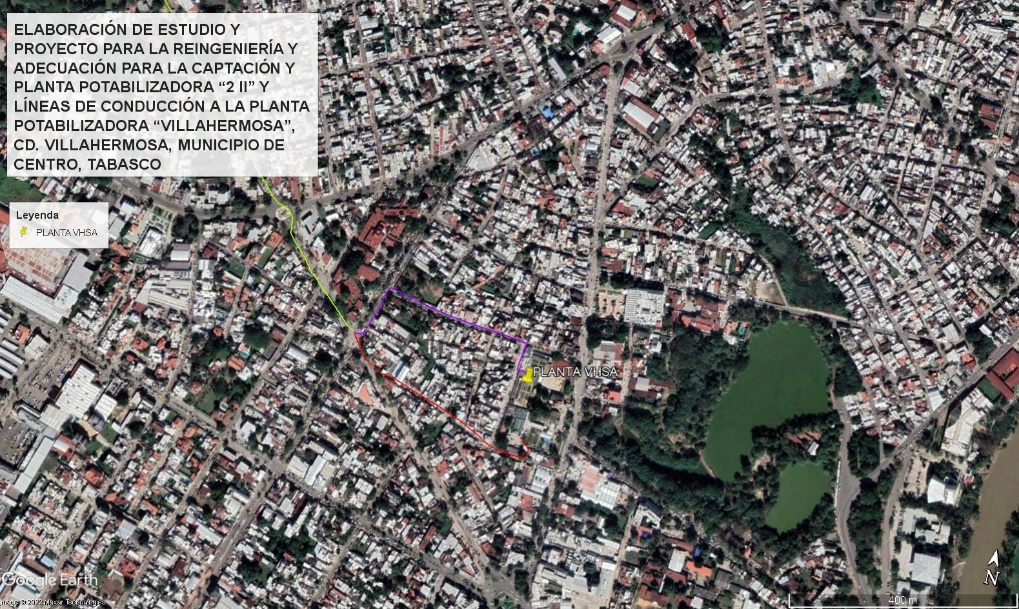 ELABORACIÓN DE ESTUDIO Y
PROYECTO PARA LA REINGENIERÍA Y
ADECUACIÓN PARA LA CAPTACIÓN Y
PLANTA POTABILIZADORA “2 II” Y
LÍNEAS DE CONDUCCIÓN A LA PLANTA
POTABILIZADORA “VILLAHERMOSA”,
CD. VILLAHERMOSA, MUNICIPIO DE
CENTRO, TABASCO
Leyenda
PLANTA VHSA
PLANTA VHSA
N
Google Earth
400 m